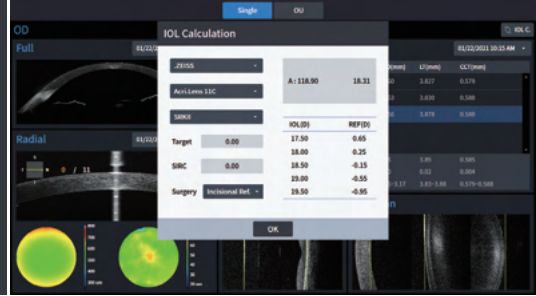 Single OU
OD
IOL C.
Full
01/22/2021 10:15 AM
IOL Calculation
.ZEISS
Acri.Lens 11C
SRKII
A: 118.90 18.31
Target 0.00
SIRC 0.00
Surgery Incisional Ref.
IOL(D) REF(D)
17.50 0.65
18.00 0.25
18.50 -0.15
19.00 -0.55
19.50 -0.95
OK
LT(mm) CCT(mm)
3.827 0.579
3.830 0.588
3.878 0.588
3.85 0.585
0.02 0.004
3.83~3.88 0.579~0.588
Radial
0 / 11